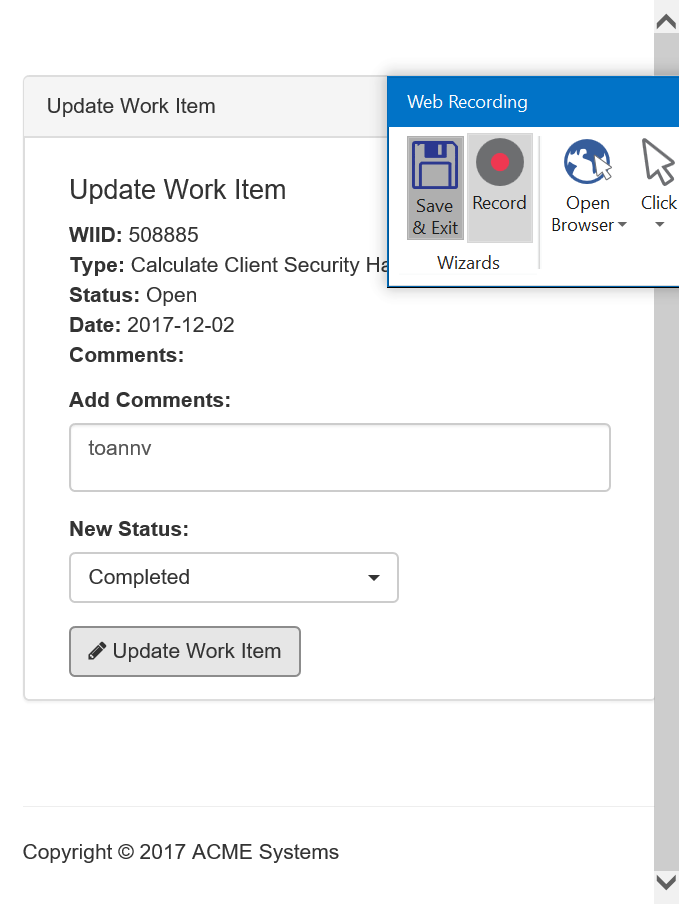 Update Work Item
Web Recording
Save & Exit
Record
Open Browser
Click
Wizards
Update Work Item
WIID: 508885
Type: Calculate Client Security
Status: Open
Date: 2017-12-02
Comments:
Add Comments:
toannv
New Status:
Completed
Update Work Item
Copyright © 2017 ACME Systems